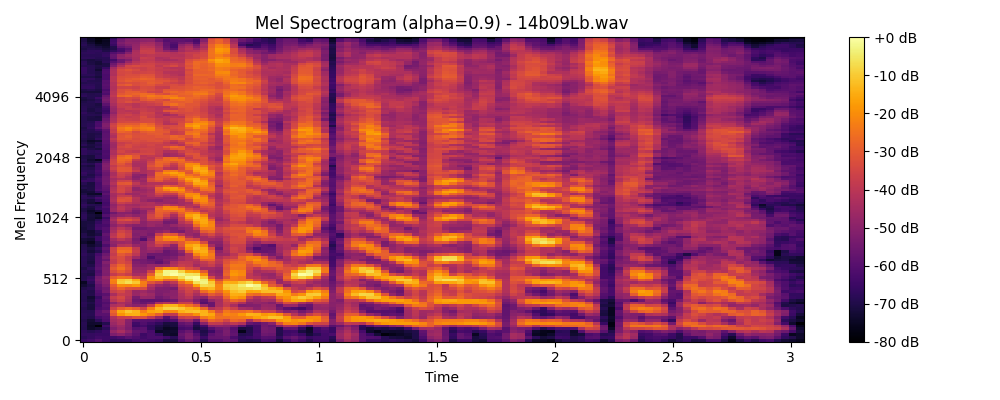 Mel Spectrogram (alpha=0.9) - 14b09Lb.wav
Mel Frequency
4096
2048
1024
512
0
0
0.5
1
1.5
2
2.5
3
Time
+0 dB
-10 dB
-20 dB
-30 dB
-40 dB
-50 dB
-60 dB
-70 dB
-80 dB